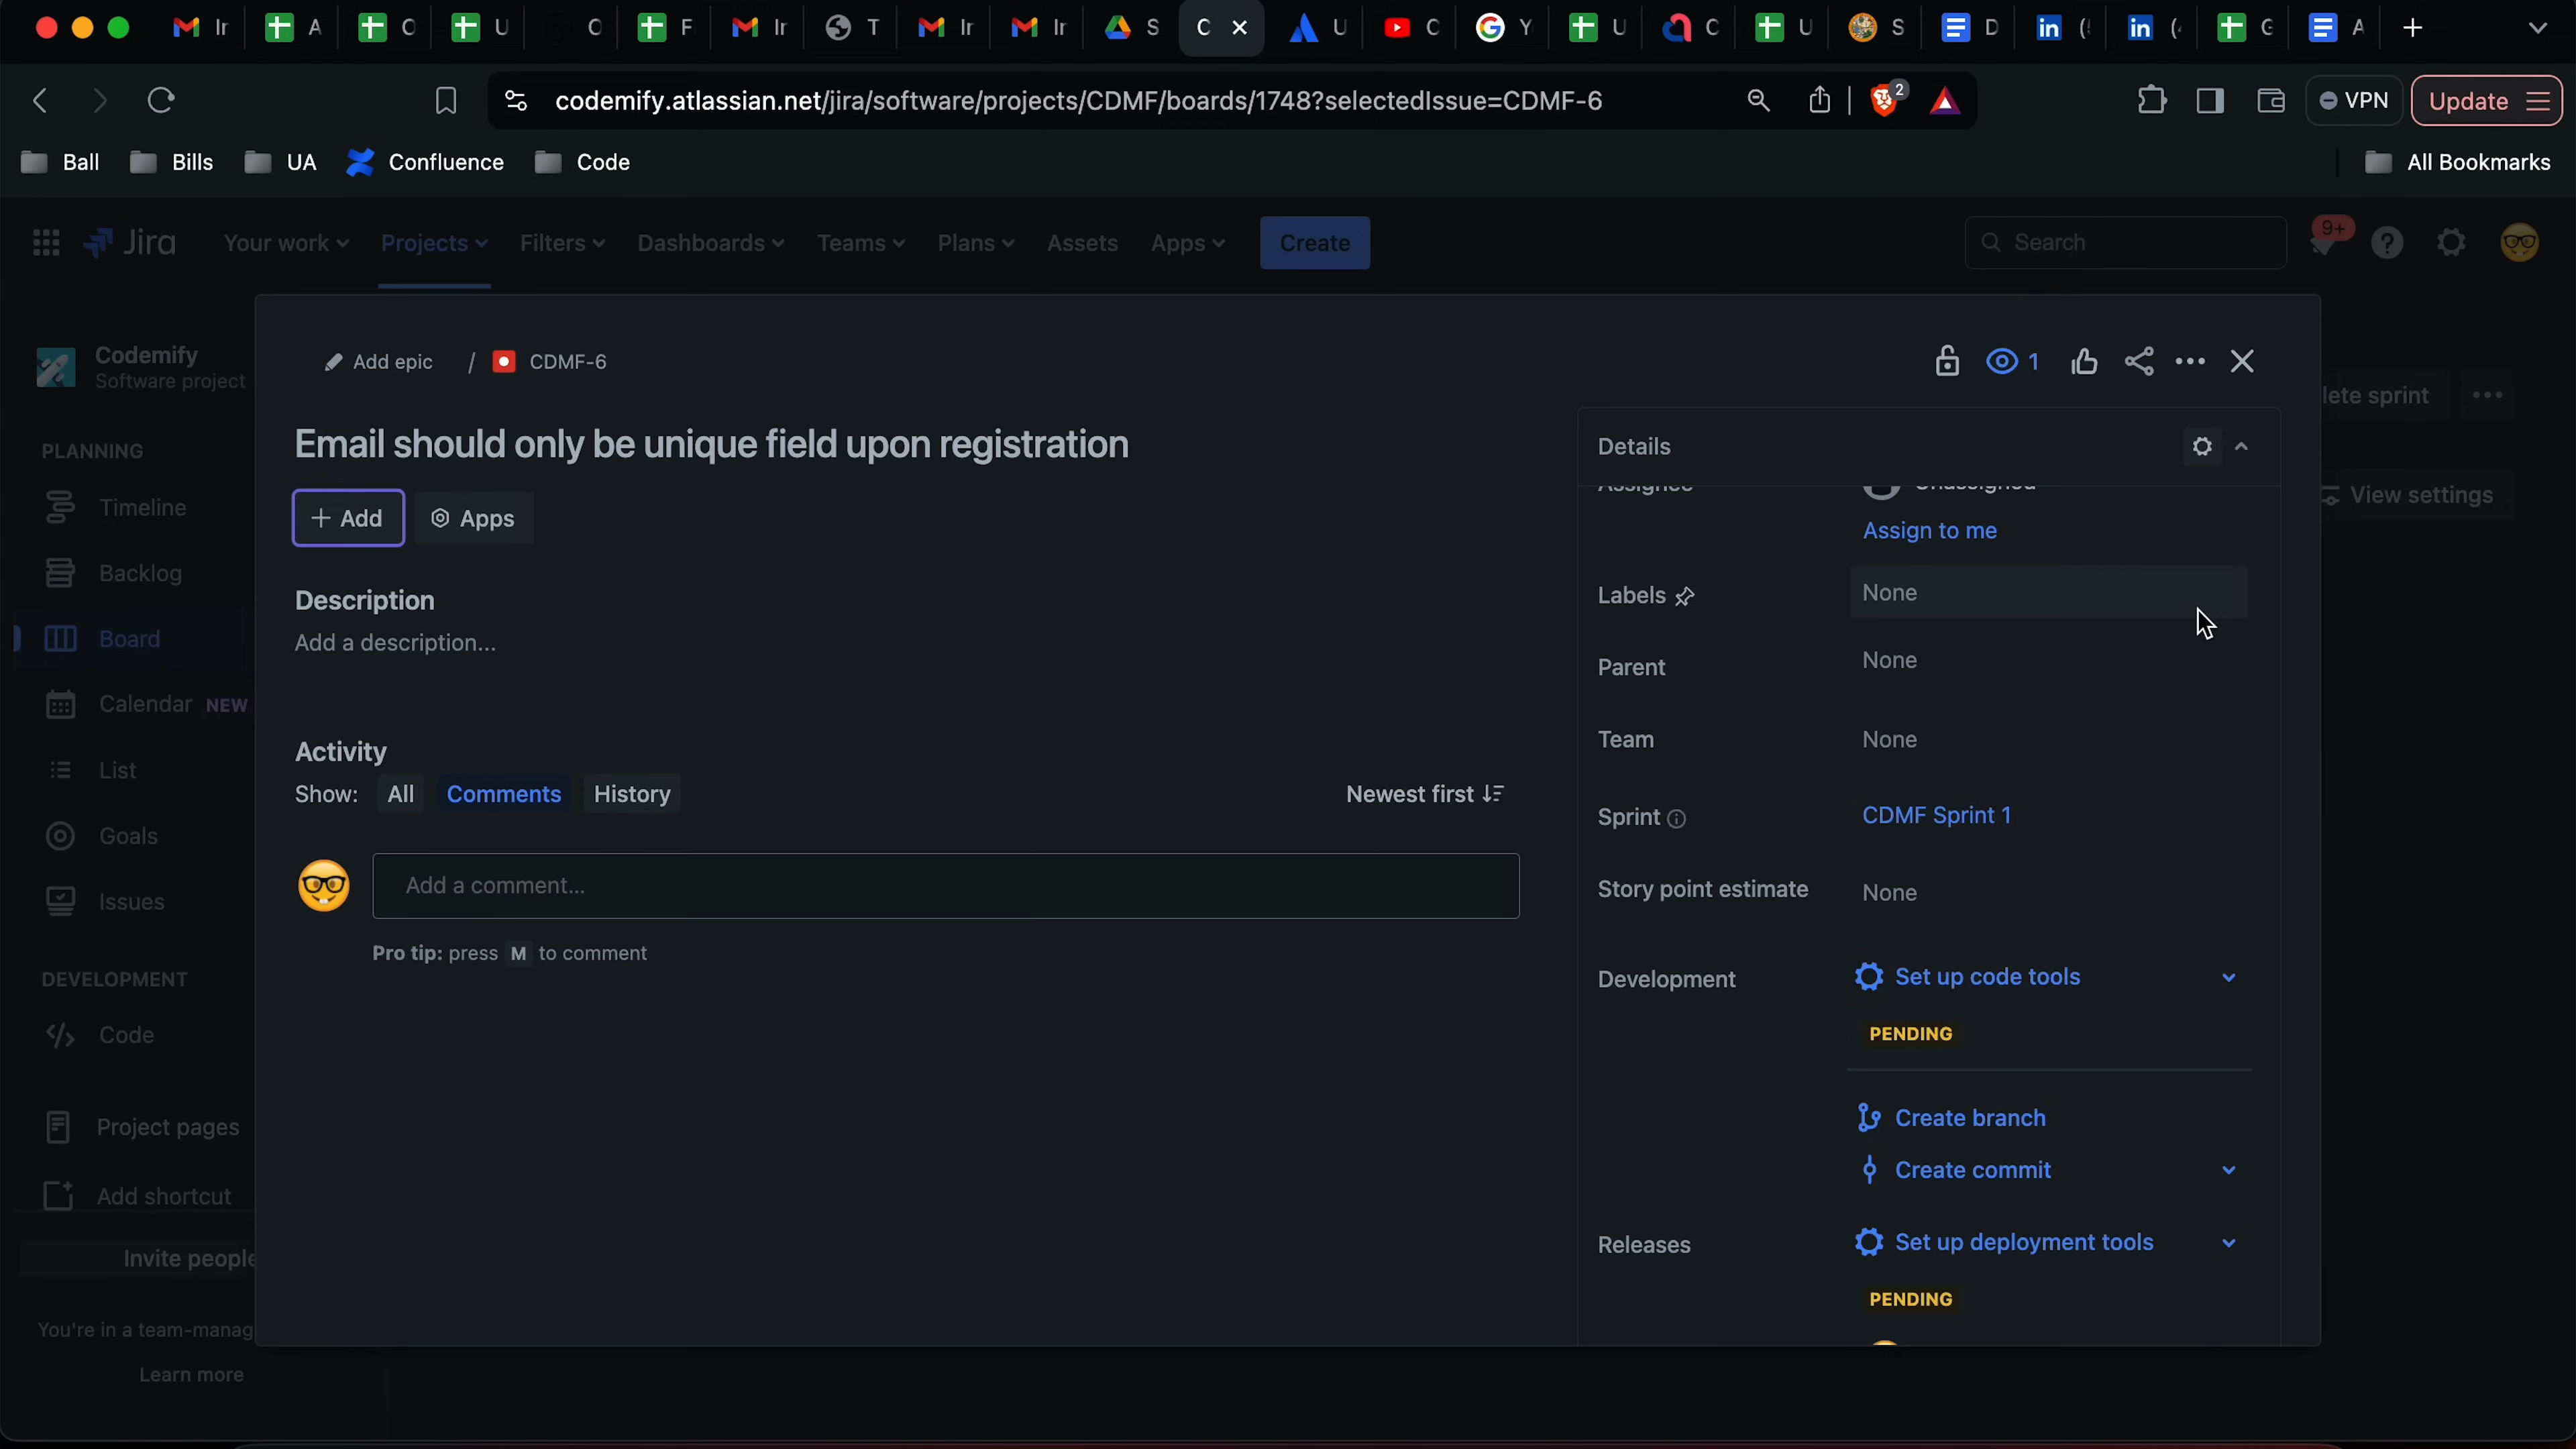 Ir A C U C F Ir T Ir Ir S C U C Y U C U S D (5 (4 G A
codemify.atlassian.net/jira/software/projects/CDMF/boards/1748?selectedIssue=CDMF-6 2 VPN Update
Ball Bills UA Confluence Code All Bookmarks
Jira Your work Projects Filters Dashboards Teams Plans Assets Apps Create Search 9+
Codemify
Software project
PLANNING
Timeline
Backlog
Board
Calendar NEW
List
Goals
Issues
DEVELOPMENT
Code
Project pages
Add shortcut
Invite people
You're in a team-manag
Learn more
Add epic / CDMF-6 1
Email should only be unique field upon registration
+ Add Apps
Description
Add a description...
Activity
Show: All Comments History Newest first
Add a comment...
Pro tip: press M to comment
Details
Assignee Unassigned
Assign to me
Labels None
Parent None
Team None
Sprint CDMF Sprint 1
Story point estimate None
Development Set up code tools
PENDING
Create branch
Create commit
Releases Set up deployment tools
PENDING
lete sprint
View settings